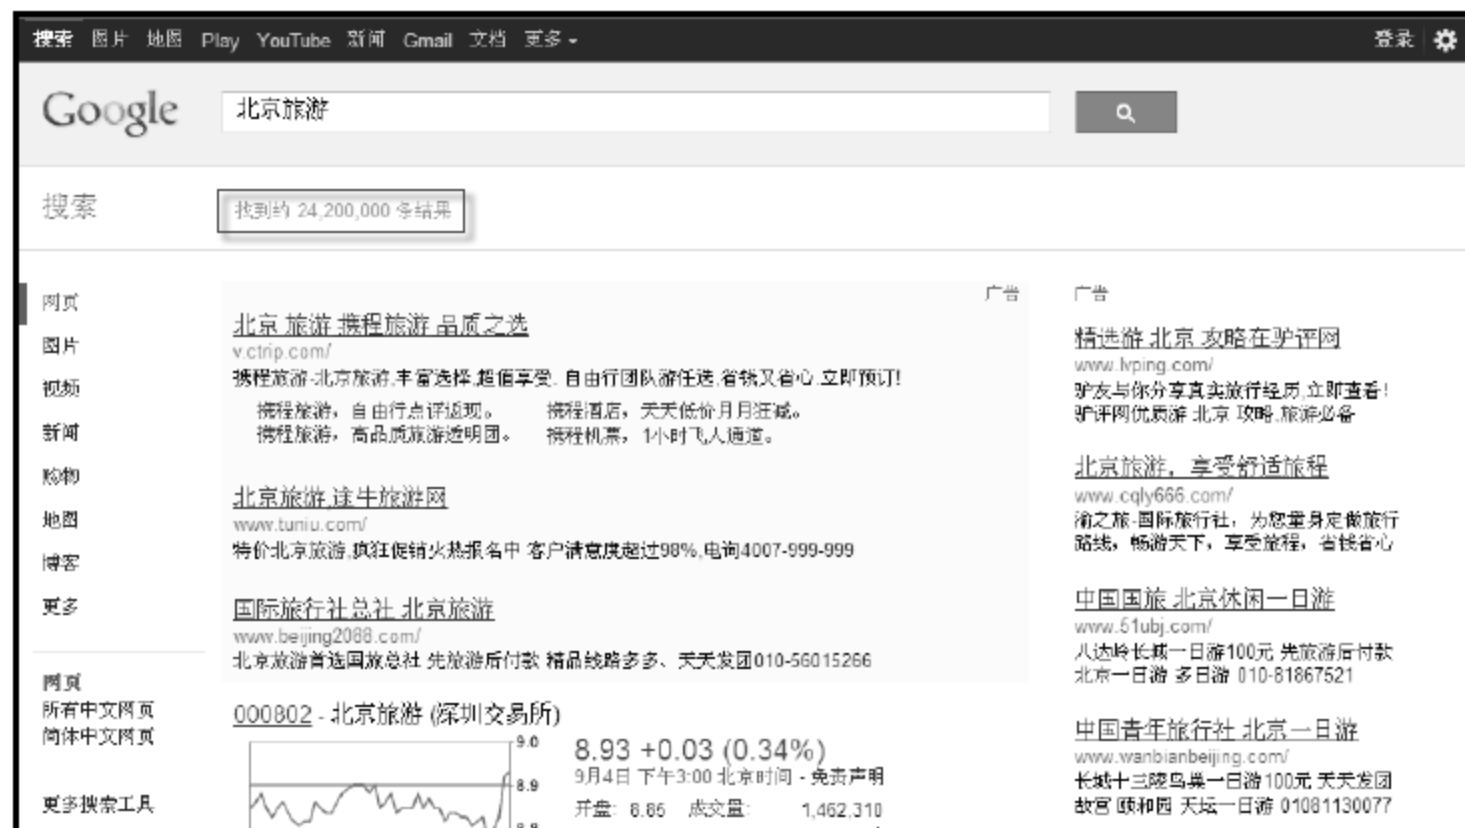 搜索 图片 地图 Play YouTube 新闻 Gmail 文档 更多
登录
Google
北京旅游
搜索
找到约 24,200,000 条结果
网页
图片
视频
新闻
购物
地图
博客
更多
网页
所有中文网页
简体中文网页
更多搜索工具
广告
北京 旅游 携程旅游 品质之选
v.ctrip.com/
携程旅游-北京旅游,丰富选择,超值享受. 自由行团队游任选,省钱又省心.立即预订!
携程旅游，自由行点评返现。 携程酒店，天天低价月月狂减。
携程旅游，高品质旅游透明团。 携程机票，1小时飞人通道。
北京旅游,途牛旅游网
www.tuniu.com/
特价北京旅游,疯狂促销火热报名中 客户满意度超过98%,电询4007-999-999
国际旅行社总社 北京旅游
www.beijing2088.com/
北京旅游首选国旅总社 先旅游后付款 精品线路多多、天天发团010-56015266
000802 - 北京旅游 (深圳交易所)
9.0
8.9
8.93 +0.03 (0.34%)
9月4日 下午3:00 北京时间 - 免责声明
开盘: 8.86 成交量: 1,462,310
广告
精选游 北京 攻略在驴评网
www.lvping.com/
驴友与你分享真实旅行经历,立即查看!
驴评网优质游 北京 攻略,旅游必备
北京旅游，享受舒适旅程
www.cqly666.com/
渝之旅-国际旅行社，为您量身定做旅行
路线，畅游天下，享受旅程，省钱省心
中国国旅 北京休闲一日游
www.51ubj.com/
八达岭长城一日游100元 先旅游后付款
北京一日游 多日游 010-81867521
中国青年旅行社 北京一日游
www.wanbianbeijing.com/
长城十三陵鸟巢一日游100元 天天发团
故宫 颐和园 天坛一日游 01081130077